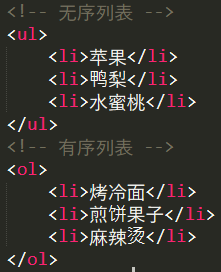 <!-- 无序列表 -->
<ul>
<li>苹果</li>
<li>鸭梨</li>
<li>水蜜桃</li>
</ul>
<!-- 有序列表 -->
<ol>
<li>烤冷面</li>
<li>煎饼果子</li>
<li>麻辣烫</li>
</ol>